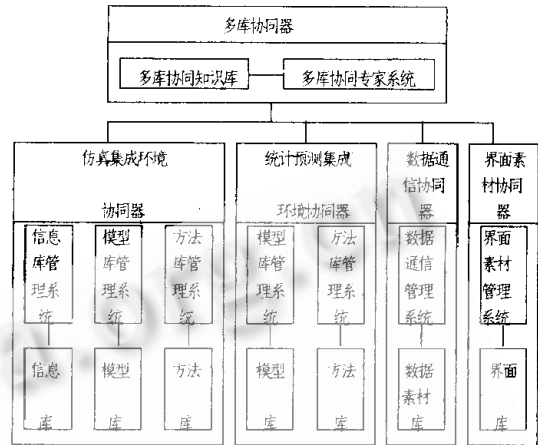 多库协同器
多库协同知识库
多库协同专家系统
仿真集成环境
协同器
统计预测集成
环境协同器
数据通
信协同
器
界面素
材协同
器
信息
库管
理系
统
模型
库管
理系
统
方法
库管
理系
统
模型
库管
理系
统
方法
库管
理系
统
数据
通信
管理
系统
界面
素材
管理
系统
信息
库
模型
库
方法
库
模型
库
方法
库
数据
素材
库
界面
库